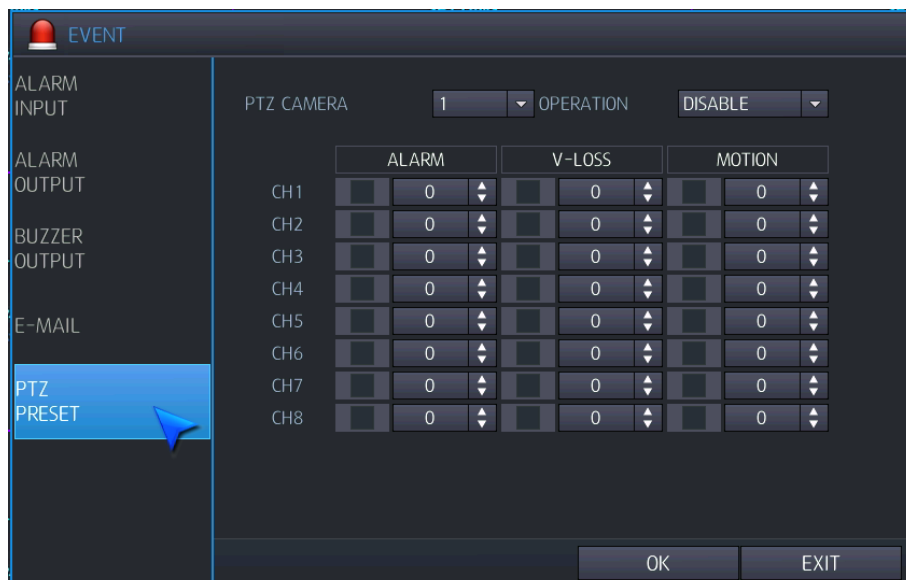 EVENT
ALARM
INPUT
ALARM
OUTPUT
BUZZER
OUTPUT
E-MAIL
PTZ
PRESET
PTZ CAMERA 1 OPERATION DISABLE
ALARM V-LOSS MOTION
CH1 0 0 0
CH2 0 0 0
CH3 0 0 0
CH4 0 0 0
CH5 0 0 0
CH6 0 0 0
CH7 0 0 0
CH8 0 0 0
OK EXIT